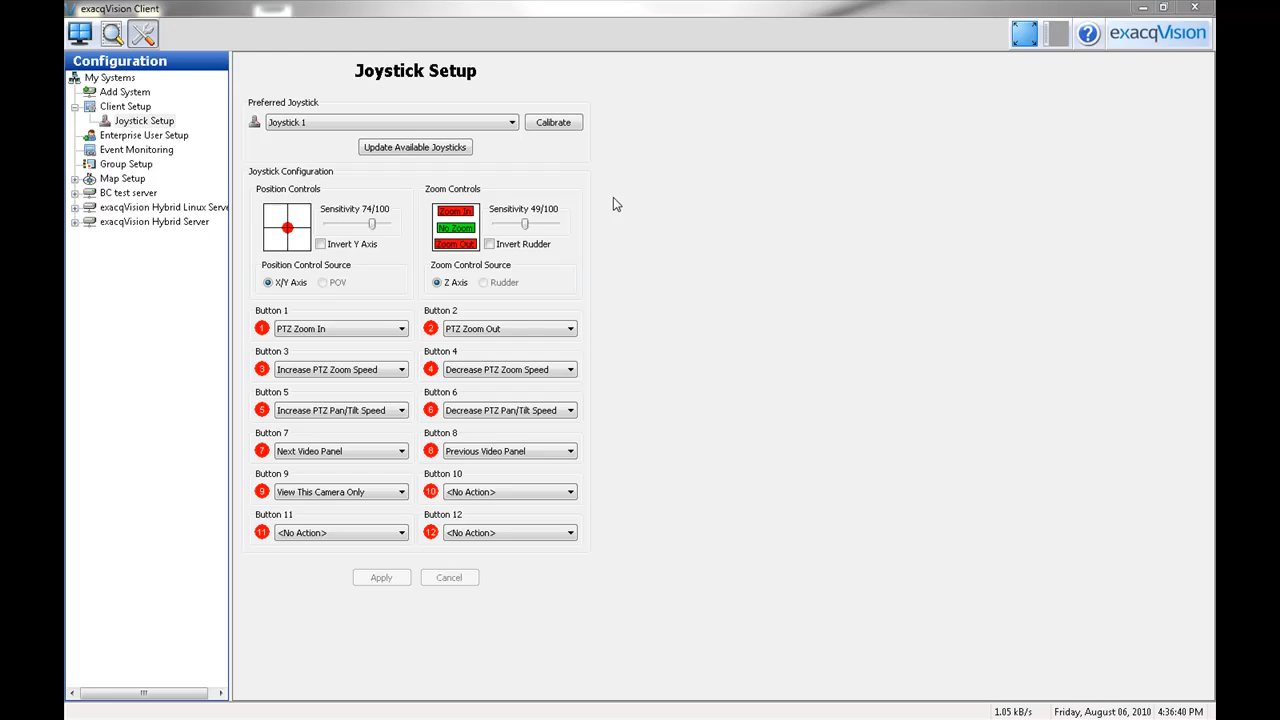 exacqVision Client
exacqVision
Configuration
My Systems
Add System
Client Setup
Joystick Setup
Enterprise User Setup
Event Monitoring
Group Setup
Map Setup
BC test server
exacqVision Hybrid Linux Serve
exacqVision Hybrid Server
Joystick Setup
Preferred Joystick
Joystick 1
Calibrate
Update Available Joysticks
Joystick Configuration
Position Controls
Sensitivity 74/100
Invert Y Axis
Position Control Source
X/Y Axis POV
Zoom Controls
Zoom In
No Zoom
Zoom Out
Sensitivity 49/100
Invert Rudder
Zoom Control Source
Z Axis Rudder
Button 1 Button 2
1 PTZ Zoom In 2 PTZ Zoom Out
Button 3 Button 4
3 Increase PTZ Zoom Speed 4 Decrease PTZ Zoom Speed
Button 5 Button 6
5 Increase PTZ Pan/Tilt Speed 6 Decrease PTZ Pan/Tilt Speed
Button 7 Button 8
7 Next Video Panel 8 Previous Video Panel
Button 9 Button 10
9 View This Camera Only 10 <No Action>
Button 11 Button 12
11 <No Action> 12 <No Action>
Apply Cancel
1.05 kB/s Friday, August 06, 2010 4:36:40 PM